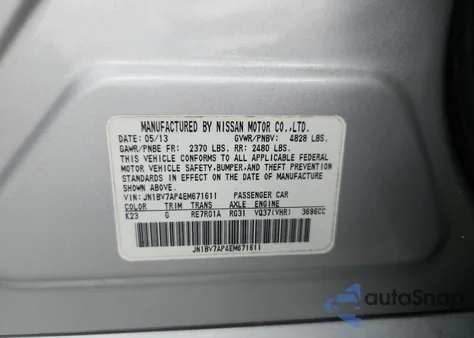 MANUFACTURED BY NISSAN MOTOR CO.,LTD.
DATE: 05/13 GVWR/PNBV: 4828 LBS.
GAWR/PNBE FR: 2370 LBS. RR: 2480 LBS.
THIS VEHICLE CONFORMS TO ALL APPLICABLE FEDERAL
MOTOR VEHICLE SAFETY, BUMPER, AND THEFT PREVENTION
STANDARDS IN EFFECT ON THE DATE OF MANUFACTURE
SHOWN ABOVE.
VIN: JN1BV7AP4EM671611 PASSENGER CAR
COLOR TRIM TRANS AXLE ENGINE
K23 G RE7R01A RG31 VQ37(VHR) 3696CC
JN1BV7AP4EM671611
autoSnap